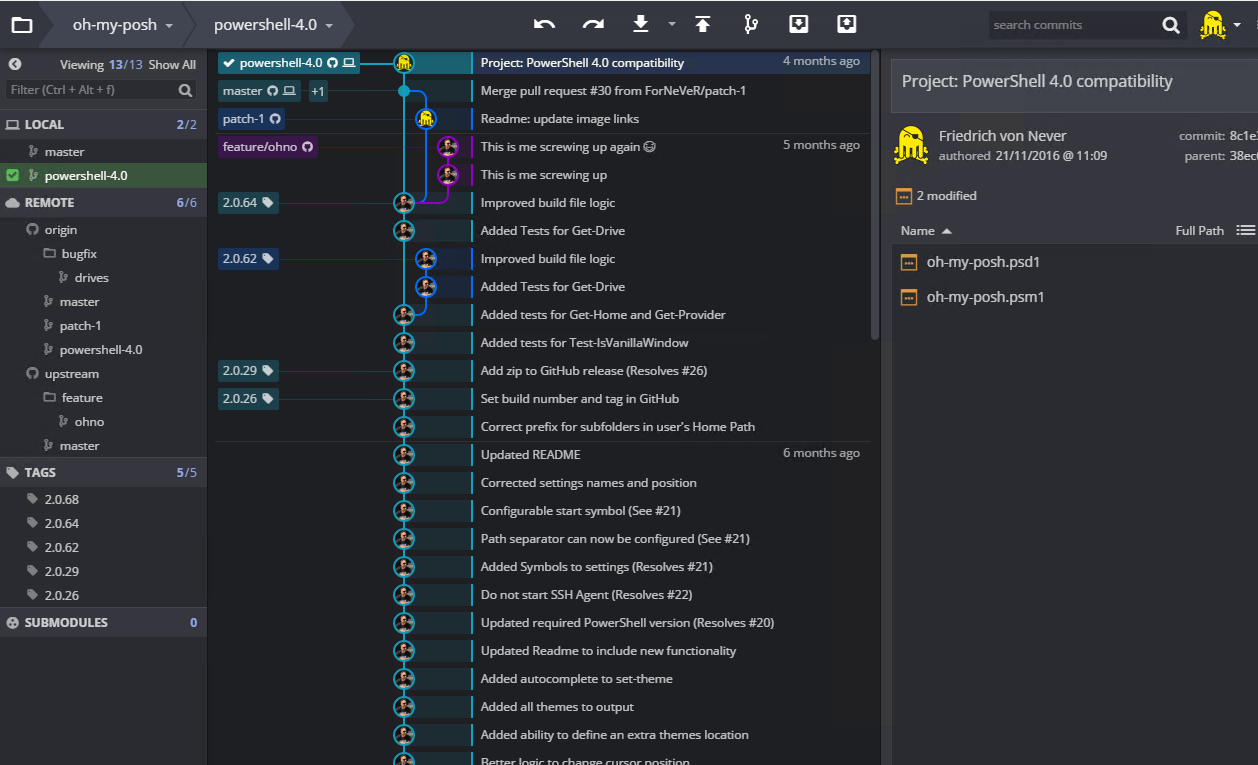 oh-my-posh
powershell-4.0
search commits
Viewing 13/13 Show All
Filter (Ctrl + Alt + f)
LOCAL 2/2
master
powershell-4.0
REMOTE 6/6
origin
bugfix
drives
master
patch-1
powershell-4.0
upstream
feature
ohno
master
TAGS 5/5
2.0.68
2.0.64
2.0.62
2.0.29
2.0.26
SUBMODULES 0
powershell-4.0 Project: PowerShell 4.0 compatibility 4 months ago
master +1 Merge pull request #30 from ForNeVeR/patch-1
patch-1 Readme: update image links
feature/ohno This is me screwing up again 5 months ago
This is me screwing up
2.0.64 Improved build file logic
Added Tests for Get-Drive
2.0.62 Improved build file logic
Added Tests for Get-Drive
Added tests for Get-Home and Get-Provider
Added tests for Test-IsVanillaWindow
2.0.29 Add zip to GitHub release (Resolves #26)
2.0.26 Set build number and tag in GitHub
Correct prefix for subfolders in user's Home Path
Updated README 6 months ago
Corrected settings names and position
Configurable start symbol (See #21)
Path separator can now be configured (See #21)
Added Symbols to settings (Resolves #21)
Do not start SSH Agent (Resolves #22)
Updated required PowerShell version (Resolves #20)
Updated Readme to include new functionality
Added autocomplete to set-theme
Added all themes to output
Added ability to define an extra themes location
Better logic to change cursor position
Project: PowerShell 4.0 compatibility
Friedrich von Never commit: 8c1e
authored 21/11/2016 @ 11:09 parent: 38ec
2 modified
Name Full Path
oh-my-posh.psd1
oh-my-posh.psm1